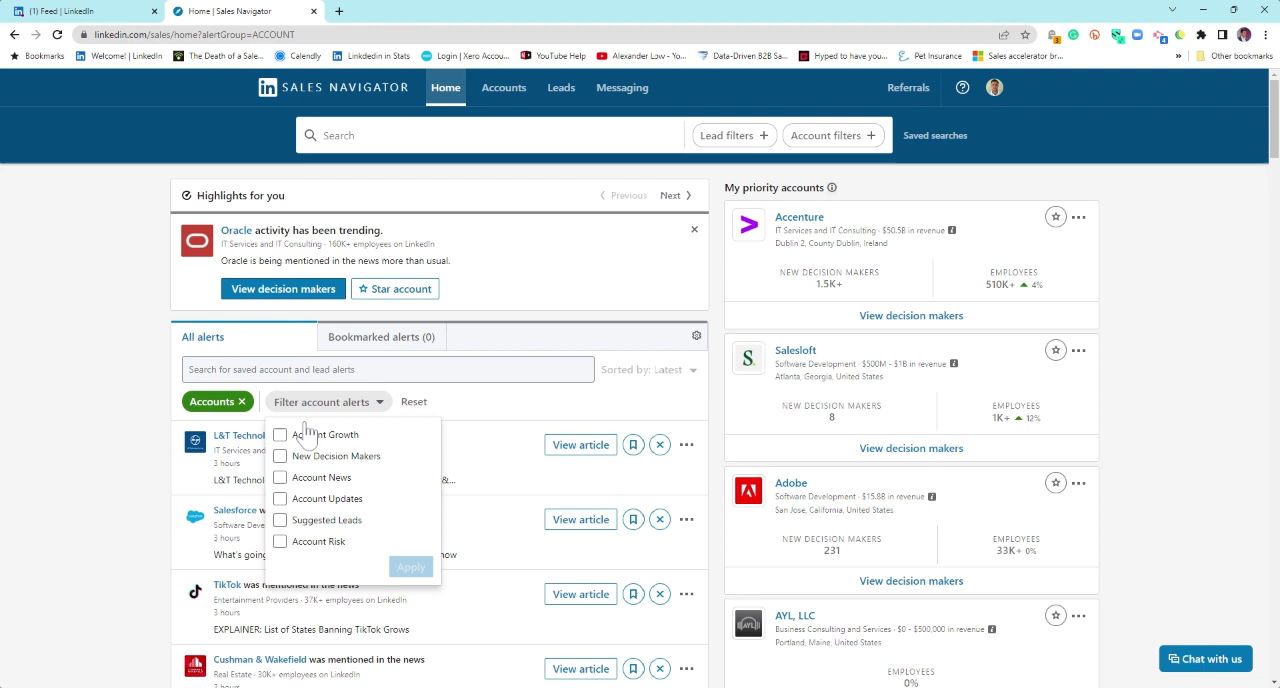 (1) Feed | LinkedIn
Home | Sales Navigator
linkedin.com/sales/home?alertGroup=ACCOUNT
Bookmarks
Welcome! | LinkedIn
The Death of a Sale...
Calendly
Linkdedin in Stats
Login | Xero Accou...
YouTube Help
Alexander Low - Yo...
Data-Driven B2B Sa...
Hyped to have you...
Pet Insurance
Sales accelerator br...
Other bookmarks
in SALES NAVIGATOR
Home
Accounts
Leads
Messaging
Referrals
Search
Lead filters +
Account filters +
Saved searches
Highlights for you
Previous
Next
Oracle activity has been trending.
IT Services and IT Consulting · 160K+ employees on LinkedIn
Oracle is being mentioned in the news more than usual.
View decision makers
Star account
All alerts
Bookmarked alerts (0)
Search for saved account and lead alerts
Sorted by: Latest
Accounts
Filter account alerts
Reset
Account Growth
New Decision Makers
Account News
Account Updates
Suggested Leads
Account Risk
Apply
L&T Technol
IT Services and
3 hours
L&T Technol &...
View article
Salesforce w
Software Deve
3 hours
What's going now
View article
TikTok was mentioned in the news
Entertainment Providers · 37K+ employees on LinkedIn
3 hours
EXPLAINER: List of States Banning TikTok Grows
View article
Cushman & Wakefield was mentioned in the news
Real Estate · 30K+ employees on LinkedIn
3 hours
View article
My priority accounts
Accenture
IT Services and IT Consulting · $50.5B in revenue
Dublin 2, County Dublin, Ireland
NEW DECISION MAKERS
1.5K+
EMPLOYEES
510K+ 4%
View decision makers
Salesloft
Software Development · $500M - $1B in revenue
Atlanta, Georgia, United States
NEW DECISION MAKERS
8
EMPLOYEES
1K+ 12%
View decision makers
Adobe
Software Development · $15.8B in revenue
San Jose, California, United States
NEW DECISION MAKERS
231
EMPLOYEES
33K+ 0%
View decision makers
AYL, LLC
Business Consulting and Services · $0 - $500,000 in revenue
Portland, Maine, United States
EMPLOYEES
0%
Chat with us